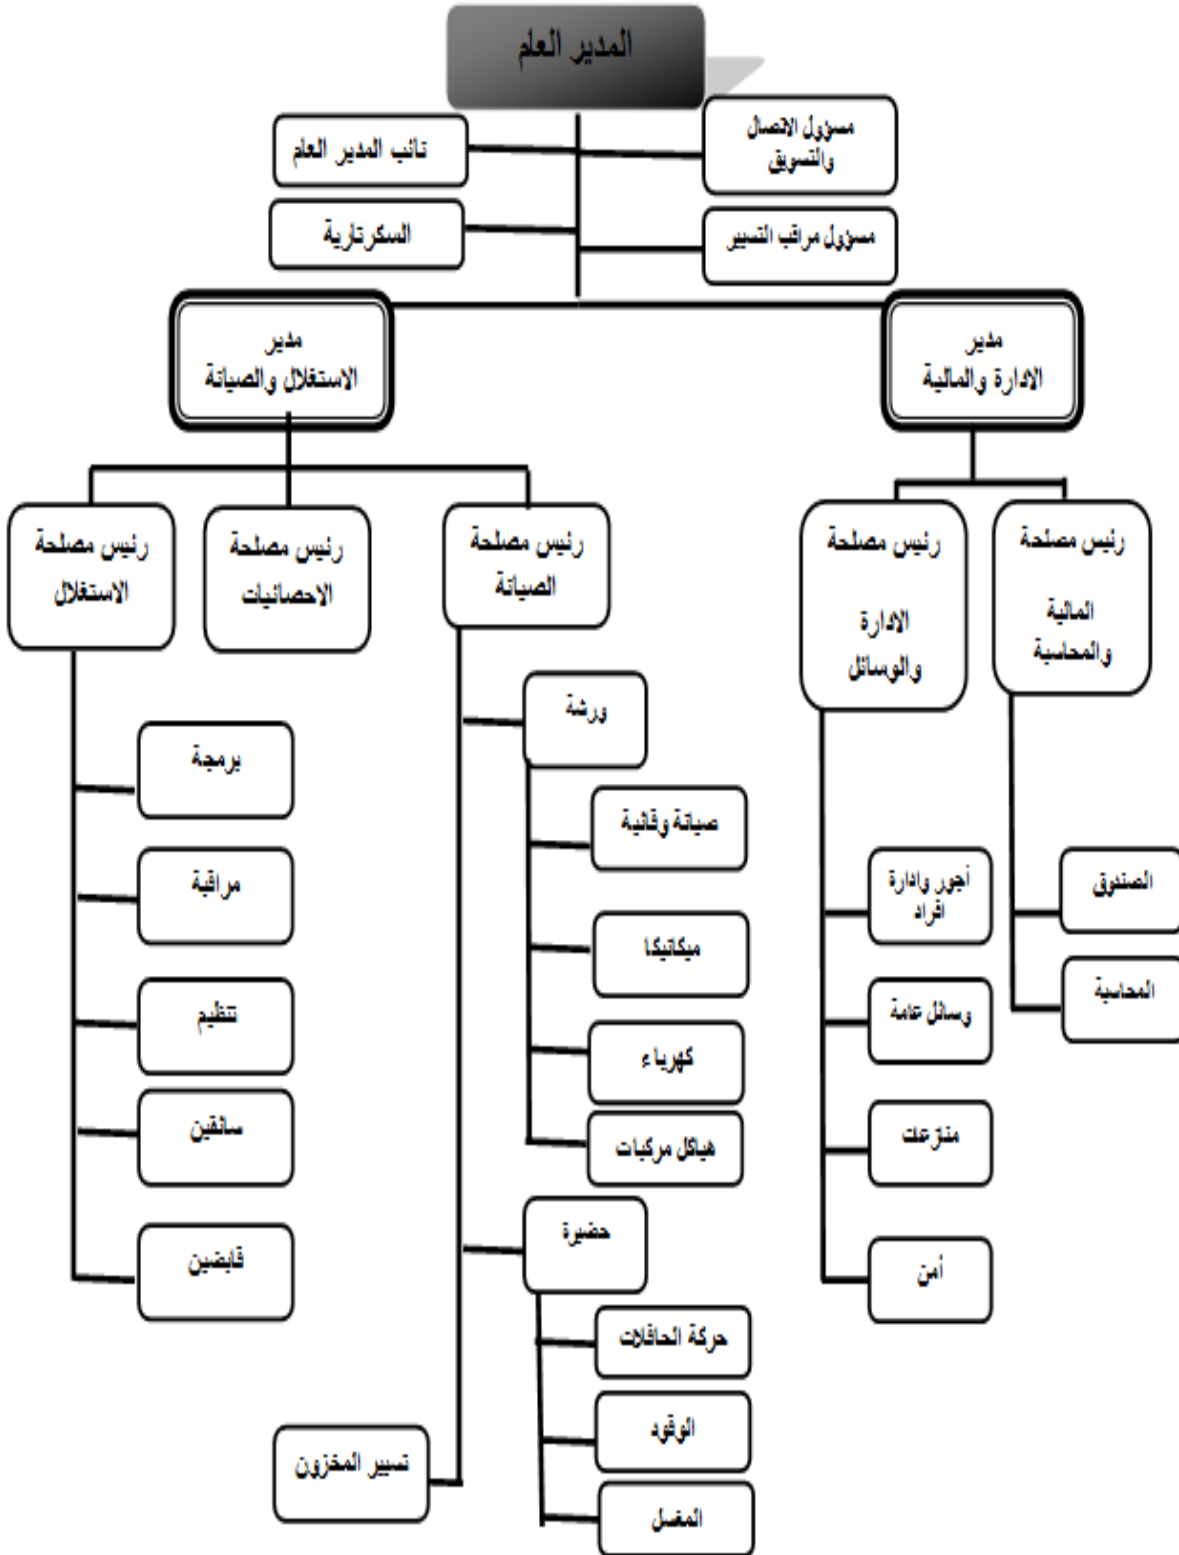 المدير العام
مسؤول الاتصال
والتسويق
نائب المدير العام
مسؤول مراقب التسيير
السكرتارية
مدير
الادارة والمالية
مدير
الاستغلال والصيانة
رئيس مصلحة
المالية
والمحاسبة
رئيس مصلحة
الادارة
والوسائل
رئيس مصلحة
الصيانة
رئيس مصلحة
الاحصائيات
رئيس مصلحة
الاستغلال
الصندوق
المحاسبة
أجور وادارة
افراد
وسائل عامة
منازعات
أمن
ورشة
صيانة وقائية
ميكانيكا
كهرباء
هياكل مركبات
حضيرة
حركة الحافلات
الوقود
المغسل
تسيير المخزون
برمجة
مراقبة
تنظيم
سائقين
قابضين